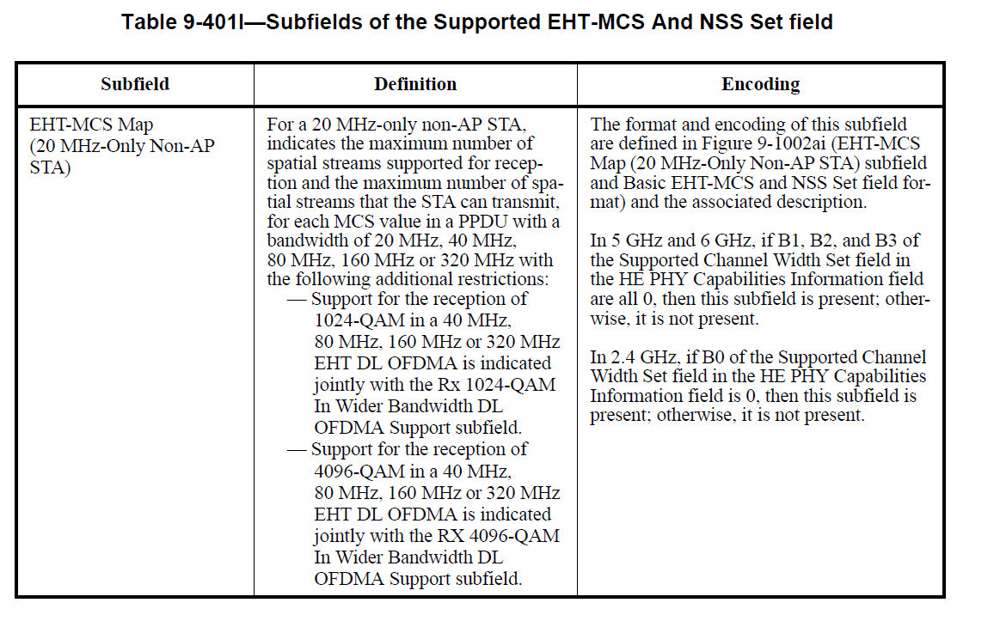 Table 9-401l—Subfields of the Supported EHT-MCS And NSS Set field
Subfield
Definition
Encoding
EHT-MCS Map
(20 MHz-Only Non-AP
STA)
For a 20 MHz-only non-AP STA,
indicates the maximum number of
spatial streams supported for recep-
tion and the maximum number of spa-
tial streams that the STA can transmit,
for each MCS value in a PPDU with a
bandwidth of 20 MHz, 40 MHz,
80 MHz, 160 MHz or 320 MHz with
the following additional restrictions:
— Support for the reception of
1024-QAM in a 40 MHz,
80 MHz, 160 MHz or 320 MHz
EHT DL OFDMA is indicated
jointly with the Rx 1024-QAM
In Wider Bandwidth DL
OFDMA Support subfield.
— Support for the reception of
4096-QAM in a 40 MHz,
80 MHz, 160 MHz or 320 MHz
EHT DL OFDMA is indicated
jointly with the RX 4096-QAM
In Wider Bandwidth DL
OFDMA Support subfield.
The format and encoding of this subfield
are defined in Figure 9-1002ai (EHT-MCS
Map (20 MHz-Only Non-AP STA) subfield
and Basic EHT-MCS and NSS Set field for-
mat) and the associated description.
In 5 GHz and 6 GHz, if B1, B2, and B3 of
the Supported Channel Width Set field in
the HE PHY Capabilities Information field
are all 0, then this subfield is present; other-
wise, it is not present.
In 2.4 GHz, if B0 of the Supported Channel
Width Set field in the HE PHY Capabilities
Information field is 0, then this subfield is
present; otherwise, it is not present.